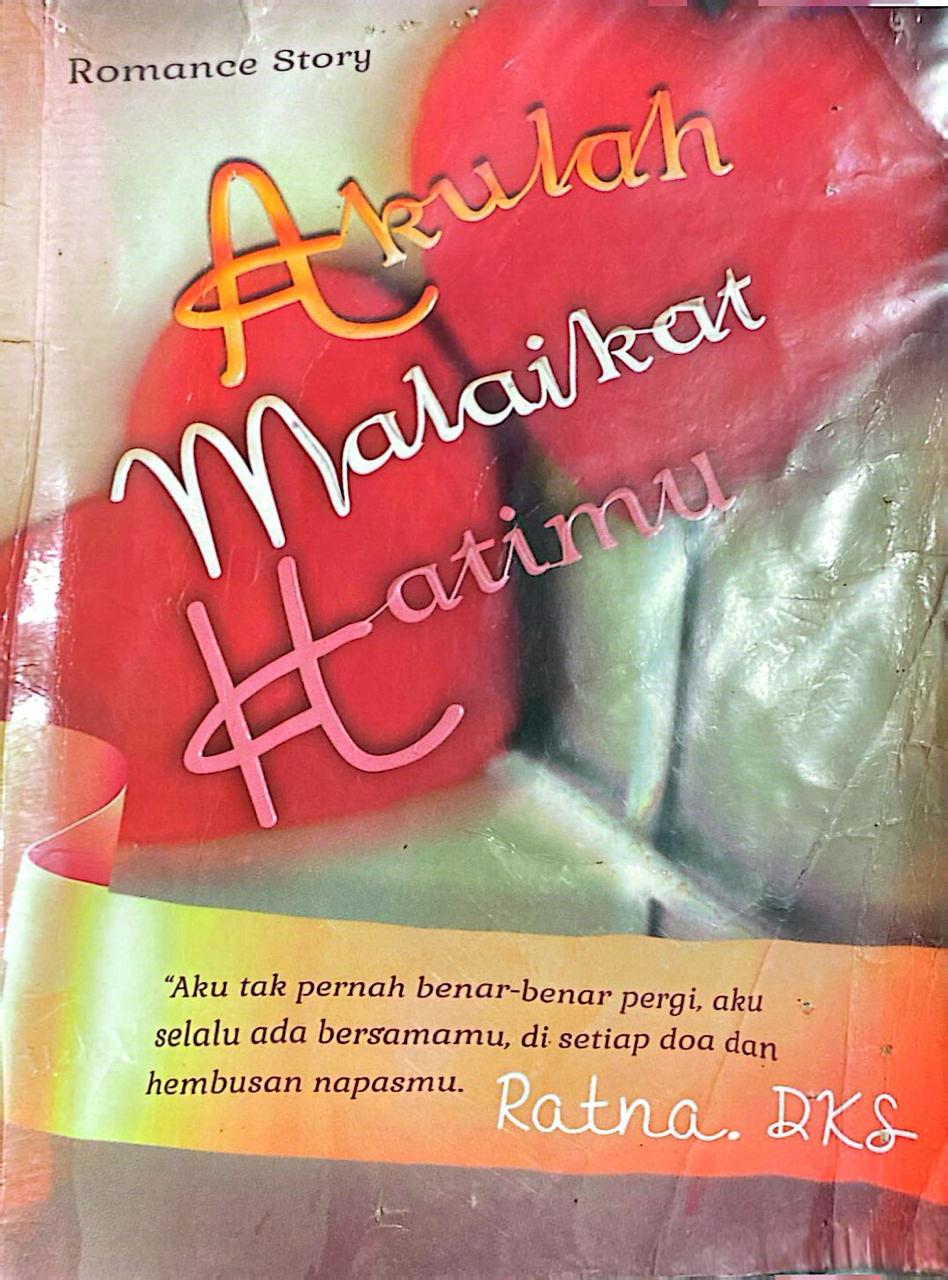 Romance Story
Akulah
Malaikat
Hatimu
“Aku tak pernah benar-benar pergi, aku
selalu ada bersamamu, di setiap doa dan
hembusan napasmu.
Ratna. DKS